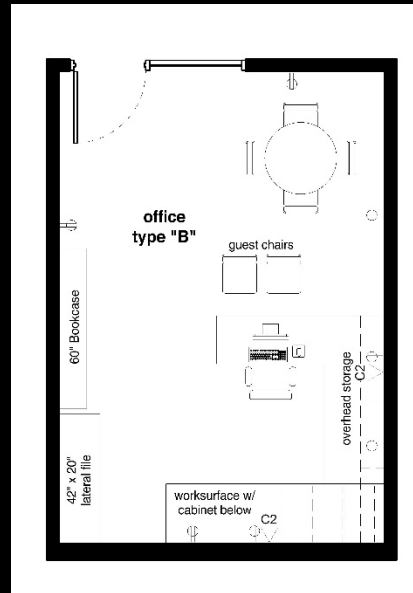 office
type "B"
guest chairs
60" Bookcase
overhead storage
C2
42" x 20"
lateral file
worksurface w/
cabinet below
C2